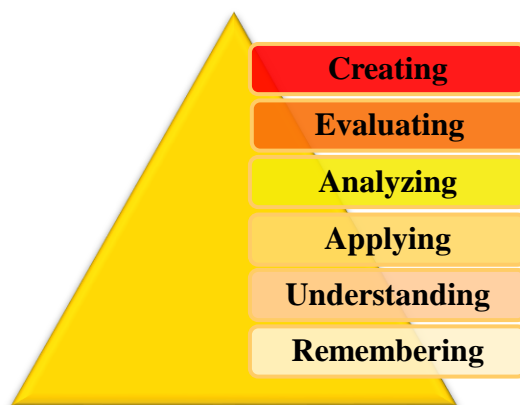 Creating
Evaluating
Analyzing
Applying
Understanding
Remembering